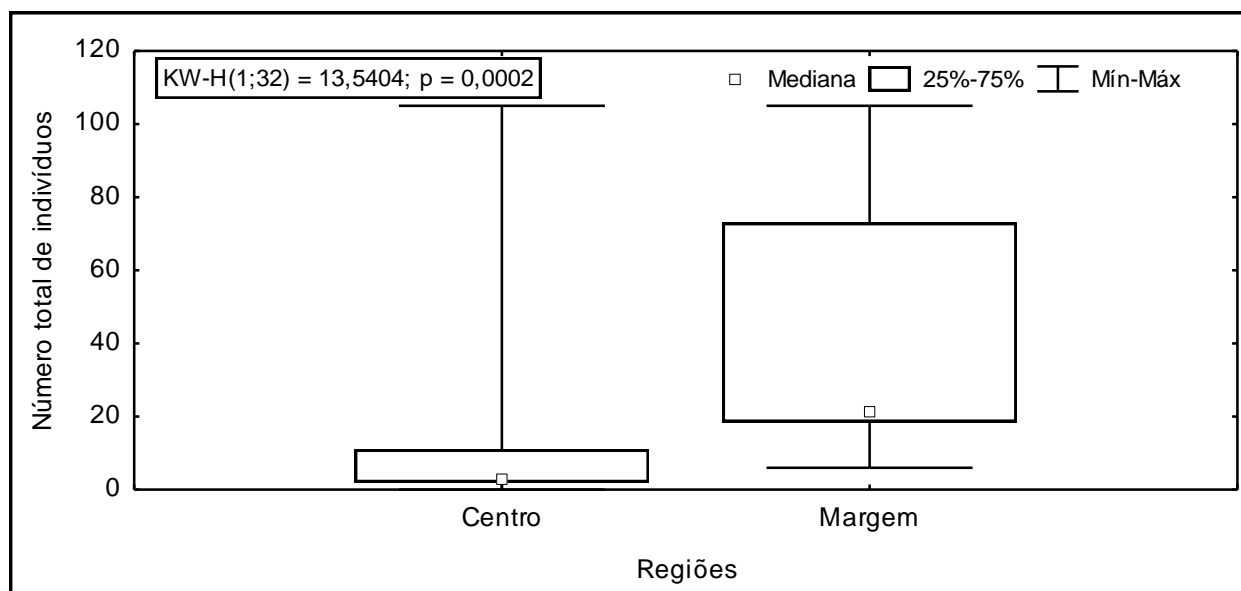 KW-H(1;32) = 13,5404; p = 0,0002
Mediana 25%-75% Mín-Máx
Número total de indivíduos
120
100
80
60
40
20
0
Centro Margem
Regiões